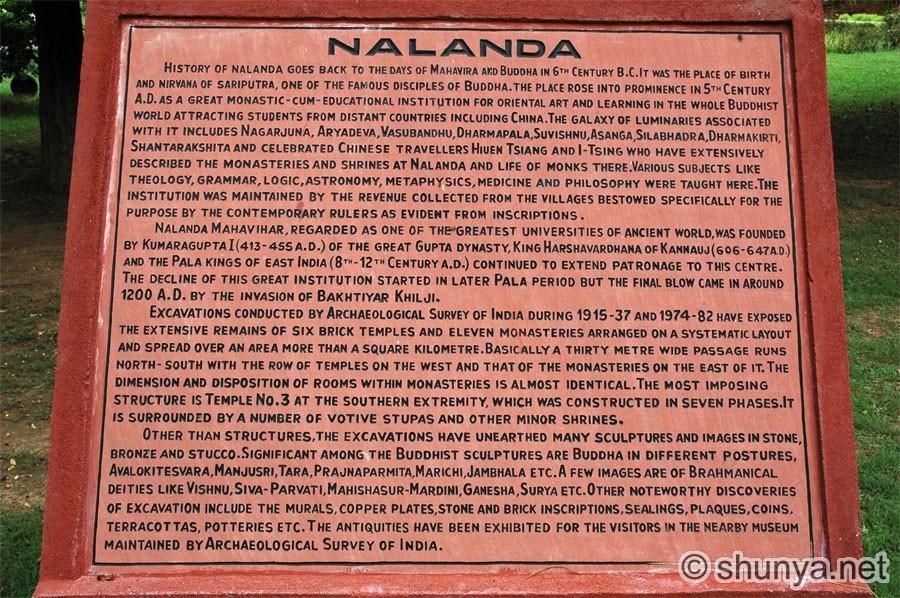 NALANDA
HISTORY OF NALANDA GOES BACK TO THE DAYS OF MAHAVIRA AND BUDDHA IN 6TH CENTURY B.C.IT WAS THE PLACE OF BIRTH
AND NIRVANA OF SARIPUTRA, ONE OF THE FAMOUS DISCIPLES OF BUDDHA.THE PLACE ROSE INTO PROMINENCE IN 5TH CENTURY
A.D. AS A GREAT MONASTIC-CUM-EDUCATIONAL INSTITUTION FOR ORIENTAL ART AND LEARNING IN THE WHOLE BUDDHIST
WORLD ATTRACTING STUDENTS FROM DISTANT COUNTRIES INCLUDING CHINA.THE GALAXY OF LUMINARIES ASSOCIATED
WITH IT INCLUDES NAGARJUNA, ARYADEVA,VASUBANDHU,DHARMAPALA,SUVISHNU,ASANGA,SILABHADRA,DHARMAKIRTI,
SHANTARAKSHITA AND CELEBRATED CHINESE TRAVELLERS HIUEN TSIANG AND I-TSING WHO HAVE EXTENSIVELY
DESCRIBED THE MONASTERIES AND SHRINES AT NALANDA AND LIFE OF MONKS THERE.VARIOUS SUBJECTS LIKE
THEOLOGY, GRAMMAR, LOGIC,ASTRONOMY, METAPHYSICS, MEDICINE AND PHILOSOPHY WERE TAUGHT HERE.THE
INSTITUTION WAS MAINTAINED BY THE REVENUE COLLECTED FROM THE VILLAGES BESTOWED SPECIFICALLY FOR THE
PURPOSE BY THE CONTEMPORARY RULERS AS EVIDENT FROM INSCRIPTIONS.
NALANDA MAHAVIHAR, REGARDED AS ONE OF THE GREATEST UNIVERSITIES OF ANCIENT WORLD,WAS FOUNDED
BY KUMARAGUPTA I (413-455 A.D.) OF THE GREAT GUPTA DYNASTY, KING HARSHAVARDHANA OF KANNAUJ (606-647A.D.)
AND THE PALA KINGS OF EAST INDIA (8TH-12TH CENTURY A.D.) CONTINUED TO EXTEND PATRONAGE TO THIS CENTRE.
THE DECLINE OF THIS GREAT INSTITUTION STARTED IN LATER PALA PERIOD BUT THE FINAL BLOW CAME IN AROUND
1200 A.D. BY THE INVASION OF BAKHTIYAR KHILJI.
EXCAVATIONS CONDUCTED BY ARCHAEOLOGICAL SURVEY OF INDIA DURING 1915-37 AND 1974-82 HAVE EXPOSED
THE EXTENSIVE REMAINS OF SIX BRICK TEMPLES AND ELEVEN MONASTERIES ARRANGED ON A SYSTEMATIC LAYOUT
AND SPREAD OVER AN AREA MORE THAN A SQUARE KILOMETRE.BASICALLY A THIRTY METRE WIDE PASSAGE RUNS
NORTH-SOUTH WITH THE ROW OF TEMPLES ON THE WEST AND THAT OF THE MONASTERIES ON THE EAST OF IT.THE
DIMENSION AND DISPOSITION OF ROOMS WITHIN MONASTERIES IS ALMOST IDENTICAL.THE MOST IMPOSING
STRUCTURE IS TEMPLE NO.3 AT THE SOUTHERN EXTREMITY, WHICH WAS CONSTRUCTED IN SEVEN PHASES.IT
IS SURROUNDED BY A NUMBER OF VOTIVE STUPAS AND OTHER MINOR SHRINES.
OTHER THAN STRUCTURES,THE EXCAVATIONS HAVE UNEARTHED MANY SCULPTURES AND IMAGES IN STONE,
BRONZE AND STUCCO.SIGNIFICANT AMONG THE BUDDHIST SCULPTURES ARE BUDDHA IN DIFFERENT POSTURES,
AVALOKITESVARA,MANJUSRI,TARA,PRAJNAPARMITA,MARICHI,JAMBHALA ETC.A FEW IMAGES ARE OF BRAHMANICAL
DEITIES LIKE VISHNU,SIVA-PARVATI,MAHISHASUR-MARDINI,GANESHA,SURYA ETC.OTHER NOTEWORTHY DISCOVERIES
OF EXCAVATION INCLUDE THE MURALS, COPPER PLATES,STONE AND BRICK INSCRIPTIONS,SEALINGS, PLAQUES, COINS,
TERRACOTTAS, POTTERIES ETC.THE ANTIQUITIES HAVE BEEN EXHIBITED FOR THE VISITORS IN THE NEARBY MUSEUM
MAINTAINED BY ARCHAEOLOGICAL SURVEY OF INDIA.
© shunya.net